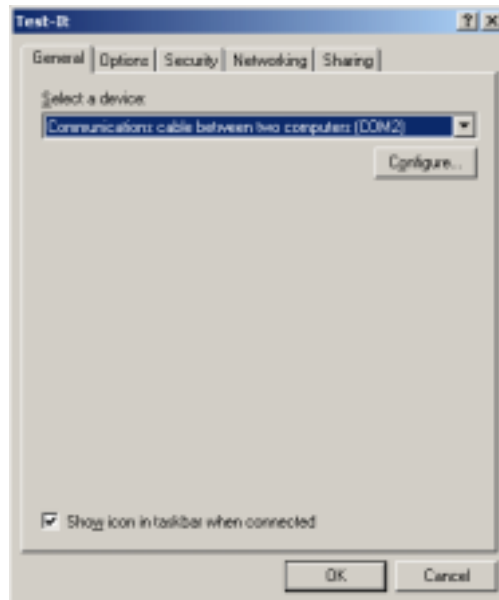 Test-It
General Options Security Networking Sharing
Select a device:
Communications cable between two computers (COM2)
Configure...
Show icon in taskbar when connected
OK Cancel